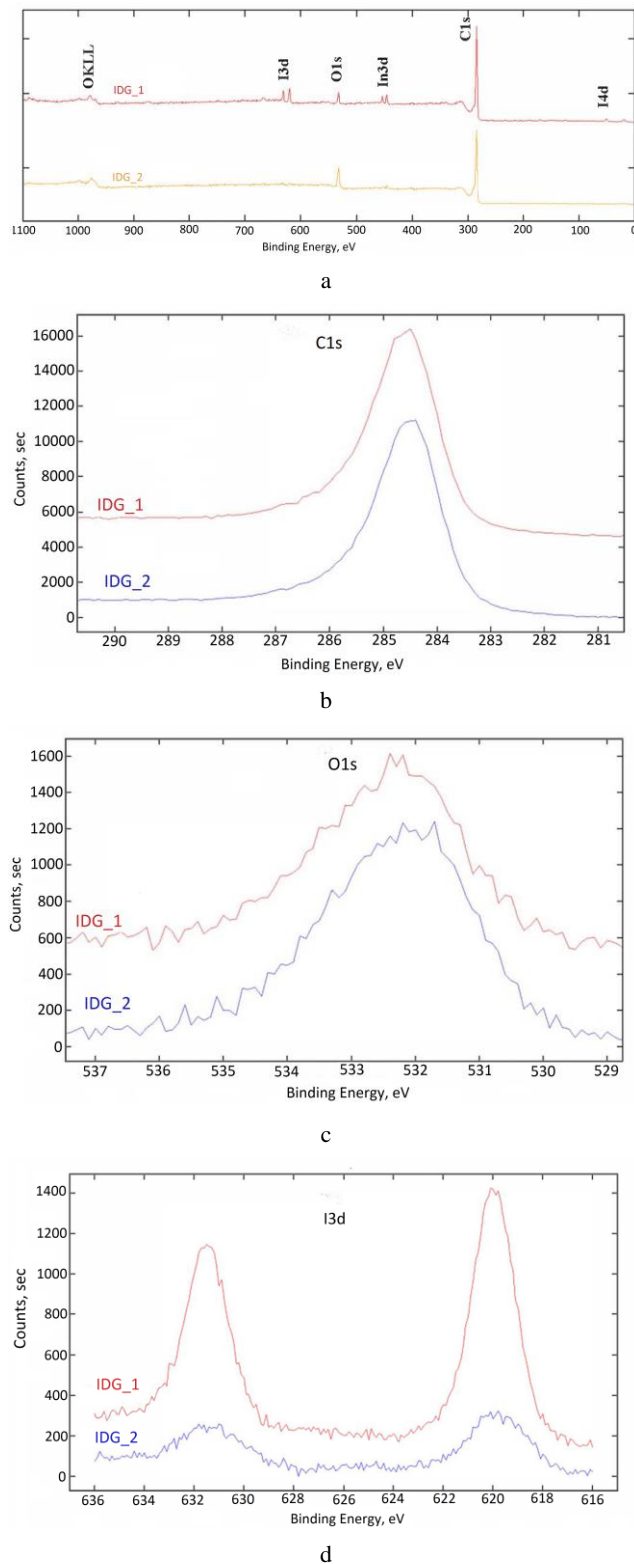 OKLL I3d O1s In3d C1s I4d
IDG_1
IDG_2
1100 1000 900 800 700 600 500 400 300 200 100 0
Binding Energy, eV
a
C1s
16000
14000
12000
10000
8000
6000
4000
2000
0
Counts, sec
IDG_1
IDG_2
290 289 288 287 286 285 284 283 282 281
Binding Energy, eV
b
O1s
1600
1400
1200
1000
800
600
400
200
0
Counts, sec
IDG_1
IDG_2
537 536 535 534 533 532 531 530 529
Binding Energy, eV
c
I3d
1400
1200
1000
800
600
400
200
0
Counts, sec
IDG_1
IDG_2
636 634 632 630 628 626 624 622 620 618 616
Binding Energy, eV
d